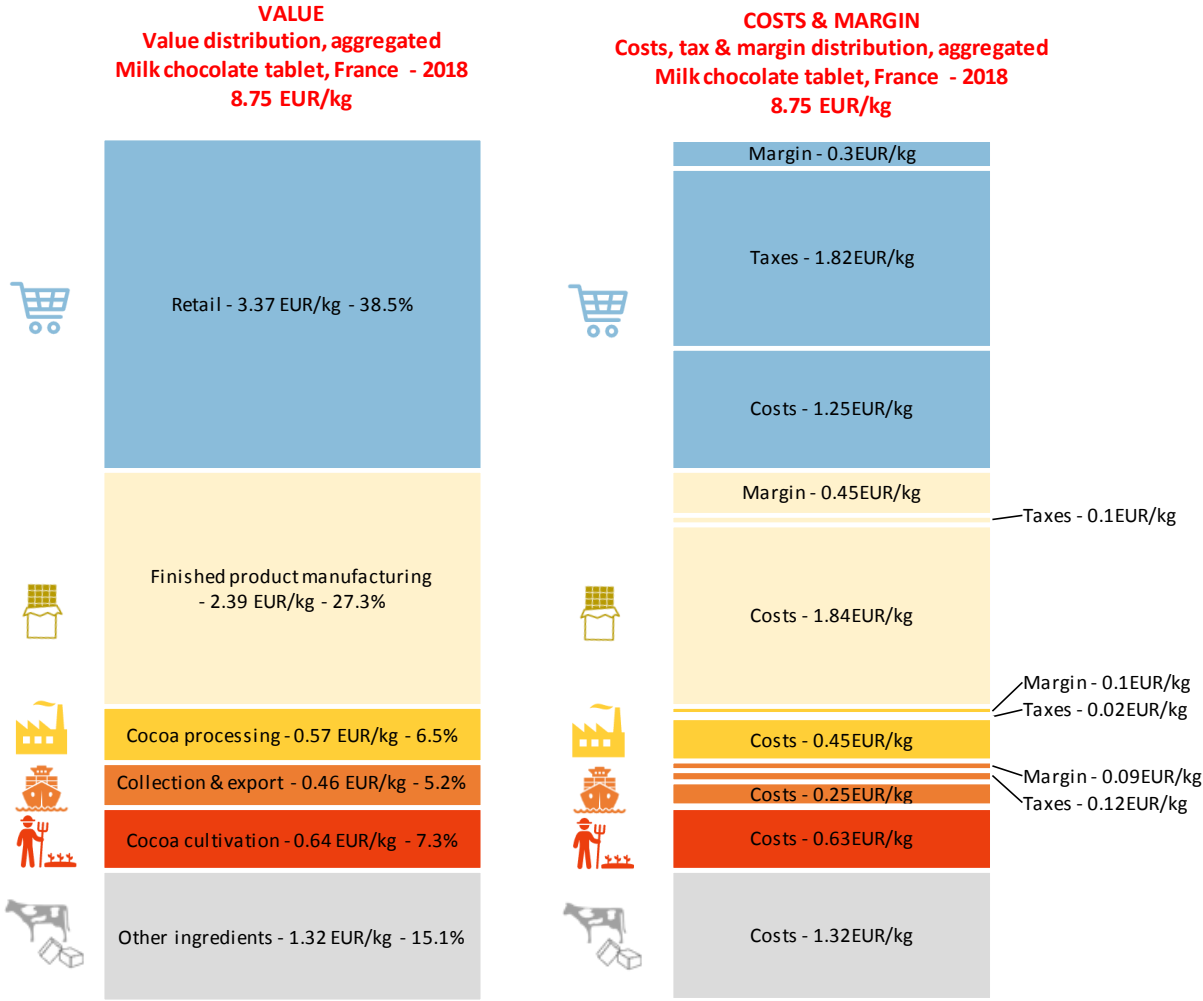 VALUE
Value distribution, aggregated
Milk chocolate tablet, France - 2018
8.75 EUR/kg
Retail - 3.37 EUR/kg - 38.5%
Finished product manufacturing
- 2.39 EUR/kg - 27.3%
Cocoa processing - 0.57 EUR/kg - 6.5%
Collection & export - 0.46 EUR/kg - 5.2%
Cocoa cultivation - 0.64 EUR/kg - 7.3%
Other ingredients - 1.32 EUR/kg - 15.1%
COSTS & MARGIN
Costs, tax & margin distribution, aggregated
Milk chocolate tablet, France - 2018
8.75 EUR/kg
Margin - 0.3EUR/kg
Taxes - 1.82EUR/kg
Costs - 1.25EUR/kg
Margin - 0.45EUR/kg
Taxes - 0.1EUR/kg
Costs - 1.84EUR/kg
Margin - 0.1EUR/kg
Taxes - 0.02EUR/kg
Costs - 0.45EUR/kg
Margin - 0.09EUR/kg
Taxes - 0.12EUR/kg
Costs - 0.25EUR/kg
Costs - 0.63EUR/kg
Costs - 1.32EUR/kg